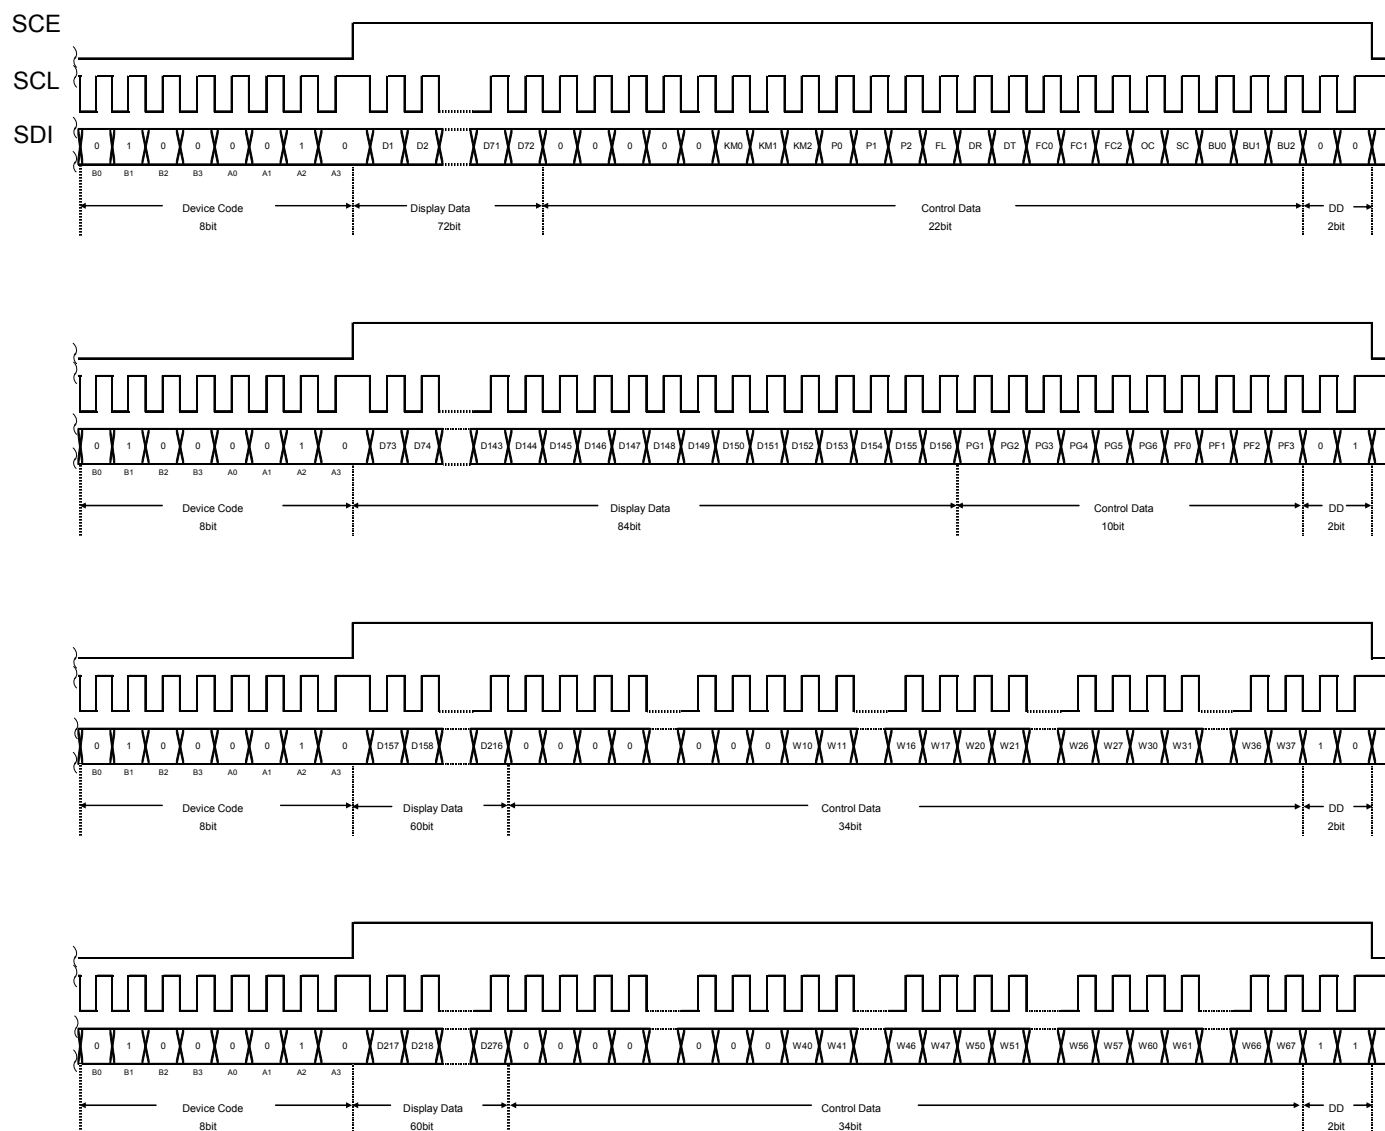 SCE
SCL
SDI
0 1 0 0 0 0 1 0 D1 D2 D71 D72 0 0 0 0 0 KM0 KM1 KM2 P0 P1 P2 FL DR DT FC0 FC1 FC2 OC SC BU0 BU1 BU2 0 0
B0 B1 B2 B3 A0 A1 A2 A3
Device Code Display Data Control Data DD
8bit 72bit 22bit 2bit
0 1 0 0 0 0 1 0 D73 D74 D143 D144 D145 D146 D147 D148 D149 D150 D151 D152 D153 D154 D155 D156 PG1 PG2 PG3 PG4 PG5 PG6 PF0 PF1 PF2 PF3 0 1
B0 B1 B2 B3 A0 A1 A2 A3
Device Code Display Data Control Data DD
8bit 84bit 10bit 2bit
0 1 0 0 0 0 1 0 D157 D158 D216 0 0 0 0 0 0 0 W10 W11 W16 W17 W20 W21 W26 W27 W30 W31 W36 W37 1 0
B0 B1 B2 B3 A0 A1 A2 A3
Device Code Display Data Control Data DD
8bit 60bit 34bit 2bit
0 1 0 0 0 0 1 0 D217 D218 D276 0 0 0 0 0 0 0 W40 W41 W46 W47 W50 W51 W56 W57 W60 W61 W66 W67 1 1
B0 B1 B2 B3 A0 A1 A2 A3
Device Code Display Data Control Data DD
8bit 60bit 34bit 2bit